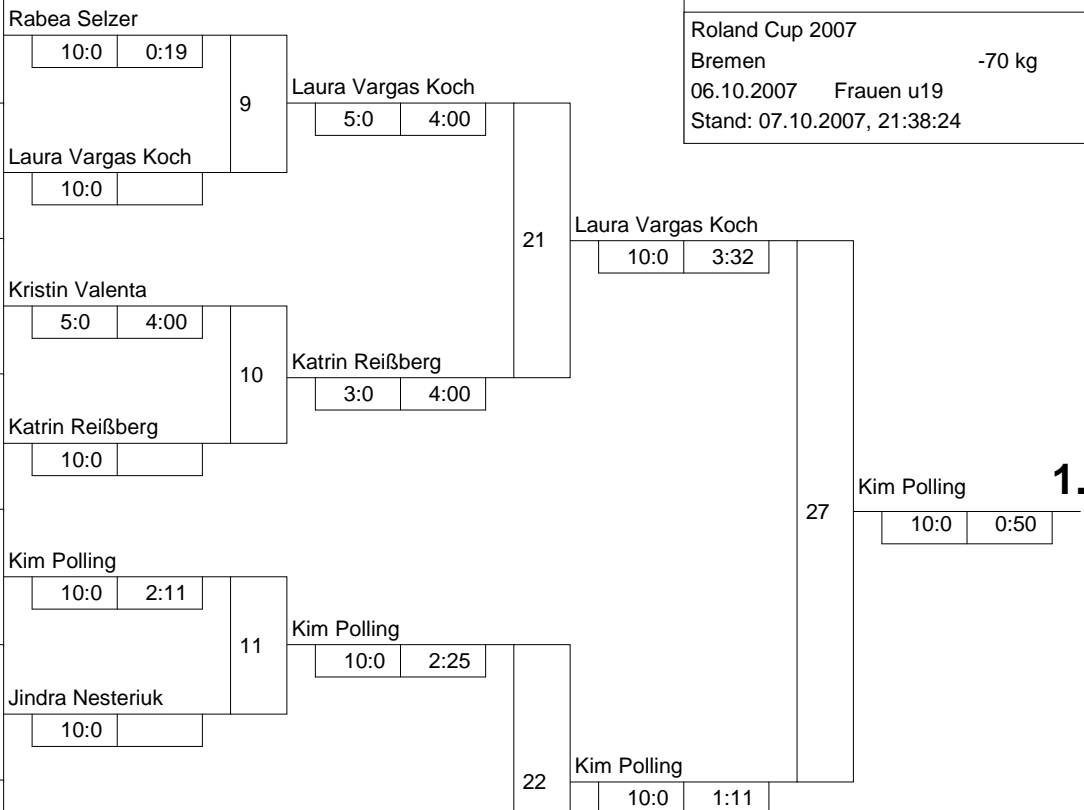 Rabea Selzer
10:0 0:19
9
Laura Vargas Koch
10:0
Kristin Valenta
5:0 4:00
10
Katrin Reißberg
10:0
Kim Polling
10:0 2:11
11
Jindra Nesteriuk
10:0
Laura Vargas Koch
5:0 4:00
21
Katrin Reißberg
3:0 4:00
Kim Polling
10:0 2:25
22
Laura Vargas Koch
10:0 3:32
27
Kim Polling
10:0 1:11
Kim Polling 1.
10:0 0:50
Roland Cup 2007
Bremen -70 kg
06.10.2007 Frauen u19
Stand: 07.10.2007, 21:38:24